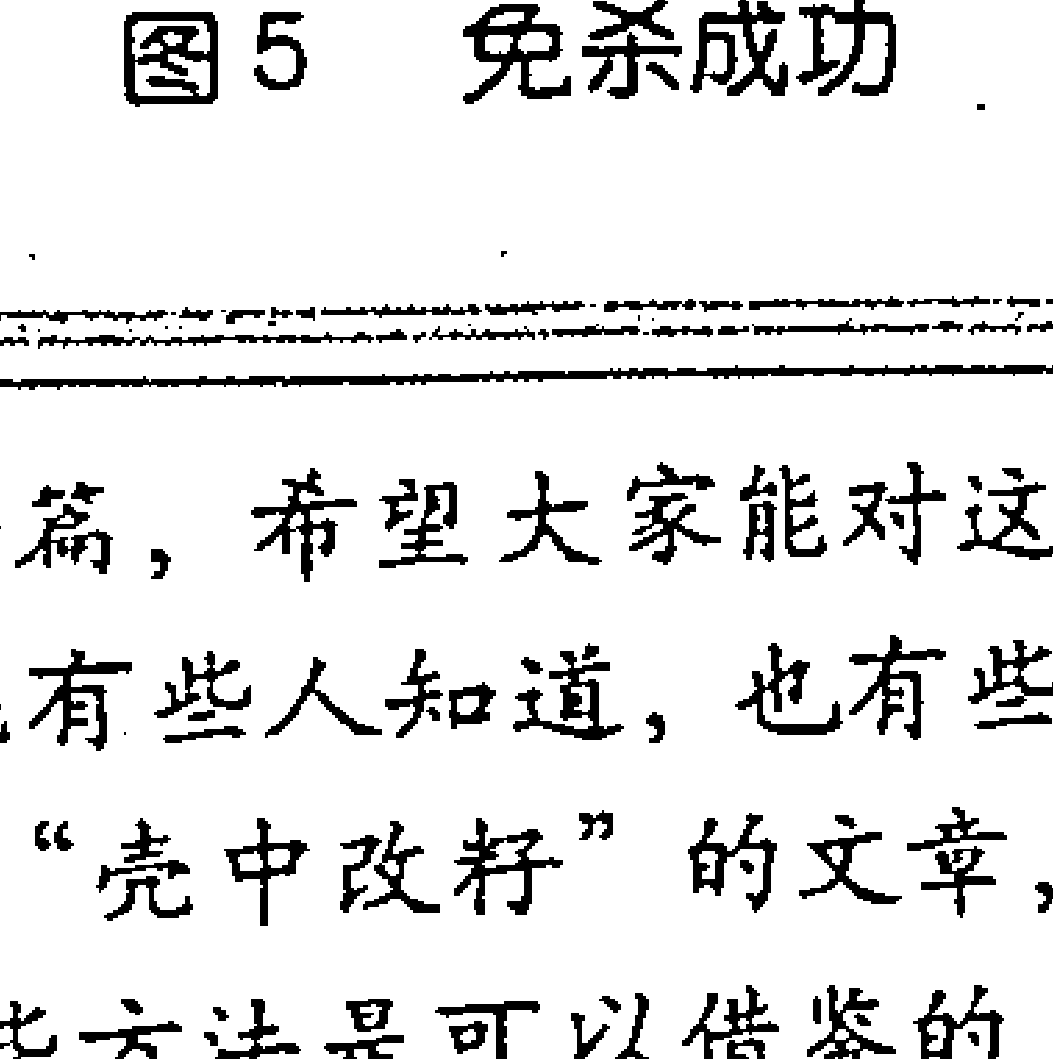 图5 免杀成功
篇，希望大家能对这
有些人知道，也有些
“壳中改籽”的文章，
些方法是可以借鉴的